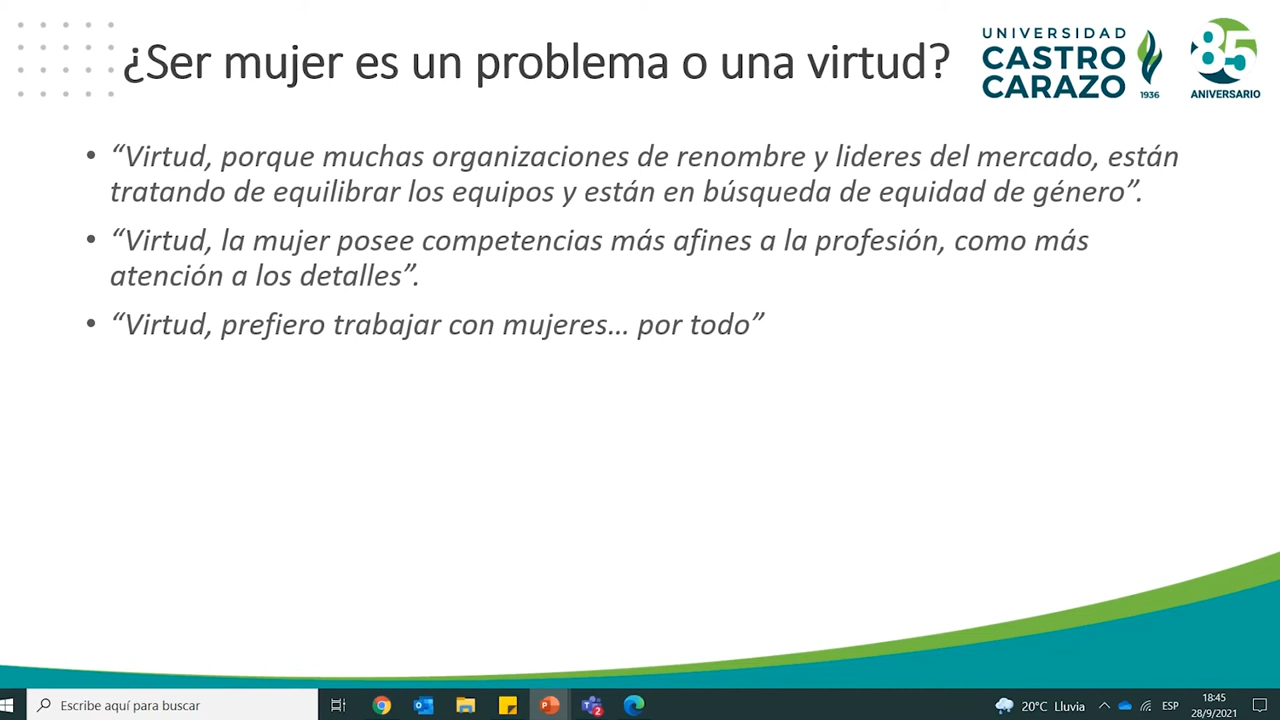 ¿Ser mujer es un problema o una virtud?
UNIVERSIDAD
CASTRO
CARAZO
1936
85
ANIVERSARIO
• “Virtud, porque muchas organizaciones de renombre y lideres del mercado, están
tratando de equilibrar los equipos y están en búsqueda de equidad de género”.
• “Virtud, la mujer posee competencias más afines a la profesión, como más
atención a los detalles”.
• “Virtud, prefiero trabajar con mujeres... por todo”
Escribe aquí para buscar
2
20°C Lluvia
ESP
18:45
28/9/2021